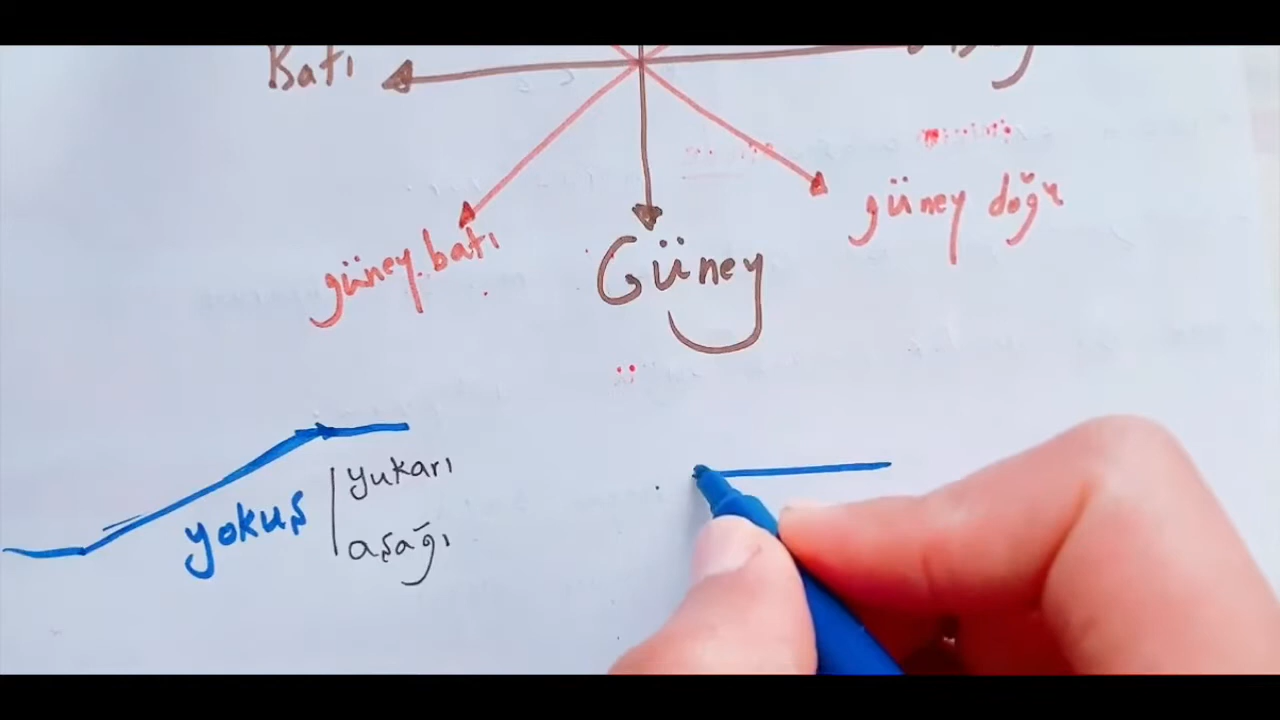 Batı
güney doğu
güney batı
Güney
yokuş
yukarı
aşağı